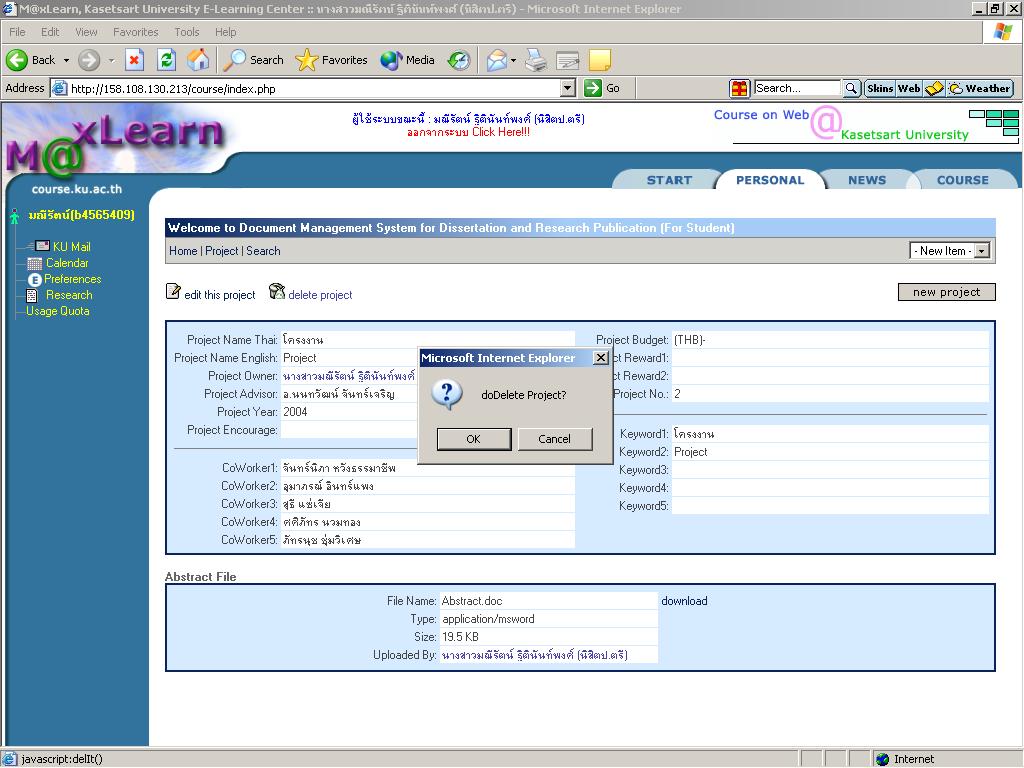 M@xLearn, Kasetsart University E-Learning Center :: นางสาวมณีรัตน์ ฐิตินันท์พงศ์ (นิสิตป.ตรี) - Microsoft Internet Explorer
File Edit View Favorites Tools Help
Back Search Favorites Media
Address http://158.108.130.213/course/index.php Go Search... Skins Web Weather
M@xLearn
course.ku.ac.th
ผู้ใช้ระบบขณะนี้ : มณีรัตน์ ฐิตินันท์พงศ์ (นิสิตป.ตรี)
ออกจากระบบ Click Here!!!
Course on Web @ Kasetsart University
START PERSONAL NEWS COURSE
มณีรัตน์(b4565409)
KU Mail
Calendar
Preferences
Research
Usage Quota
Welcome to Document Management System for Dissertation and Research Publication (For Student)
Home | Project | Search - New Item -
edit this project delete project new project
Project Name Thai: โครงงาน
Project Name English: Project
Project Owner: นางสาวมณีรัตน์ ฐิตินันท์พงศ์
Project Advisor: อ.นนทวัฒน์ จันทร์เจริญ
Project Year: 2004
Project Encourage:
CoWorker1: จันทร์นิภา หวังธรรมาชีพ
CoWorker2: อุมาภรณ์ อินทร์แพง
CoWorker3: สุธี แซ่เจีย
CoWorker4: ศศิภัทร นวมทอง
CoWorker5: ภัทรนุช ชุ่มวิเศษ
Project Budget: (THB)-
ct Reward1:
ct Reward2:
Project No.: 2
Keyword1: โครงงาน
Keyword2: Project
Keyword3:
Keyword4:
Keyword5:
Microsoft Internet Explorer
doDelete Project?
OK Cancel
Abstract File
File Name: Abstract.doc download
Type: application/msword
Size: 19.5 KB
Uploaded By: นางสาวมณีรัตน์ ฐิตินันท์พงศ์ (นิสิตป.ตรี)
javascript:delIt() Internet